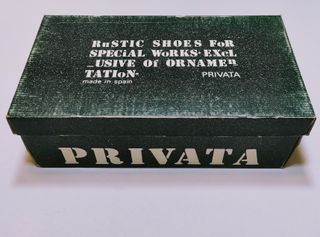 RuSTIC SHOES FoR
SPECiAL WoRKS·EXcL
_USIVE Of ORNAMEn
TATIoN·
PRIVATA
made in spain
PRIVATA